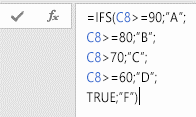 fx
=IFS(C8>=90;"A";
C8>=80;"B";
C8>70;"C";
C8>=60;"D";
TRUE;"F")